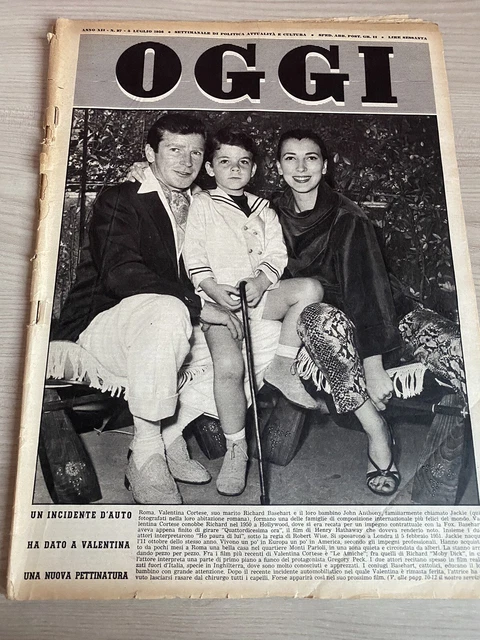 ANNO XII • N. 27 • 5 LUGLIO 1956 • SETTIMANALE DI POLITICA ATTUALITÀ E CULTURA • SPED. ABB. POST. GR. II • LIRE SESSANTA
OGGI
UN INCIDENTE D'AUTO
HA DATO A VALENTINA
UNA NUOVA PETTINATURA
Roma. Valentina Cortese, suo marito Richard Basehart e il loro bambino John Anthony, familiarmente chiamato Jackie (qui
fotografati nella loro abitazione romana), formano una delle famiglie di composizione internazionale più felici del mondo. Va
lentina Cortese conobbe Richard nel 1950 a Hollywood, dove si era recata per un impegno contrattuale con la Fox. Basehart
aveva appena finito di girare "Quattordicesima ora", il film di Henry Hathaway che doveva renderlo noto. Insieme i due
attori interpretarono "Ho paura di lui", sotto la regia di Robert Wise. Si sposarono a Londra il 5 febbraio 1951. Jackie nacque
l'11 ottobre dello stesso anno. Vivono un po' in Europa un po' in America, secondo gli impegni professionali. Hanno acquis
to da pochi mesi a Roma una bella casa nel quartiere Monti Parioli, in una zona quieta e circondata da alberi. La stanno arre
dando pezzo per pezzo. Fra i film più recenti di Valentina Cortese è "Le Amiche", fra quelli di Richard "Moby Dick", in cui
l'attore interpreta una parte di primo piano a fianco del protagonista Gregory Peck. I due attori recitano spesso in film realiz
zati fuori d'Italia, specie in Inghilterra, dove sono molto conosciuti e apprezzati. I coniugi Basehart, cattolici, educano il
bambino con grande attenzione. Dopo il recente incidente automobilistico nel quale Valentina è rimasta ferita, l'attrice ha
voluto lasciarsi rasare dal chirurgo tutti i capelli. Forse apparirà così nel suo prossimo film. (V. alle pagg. 10-12 il nostro servizio